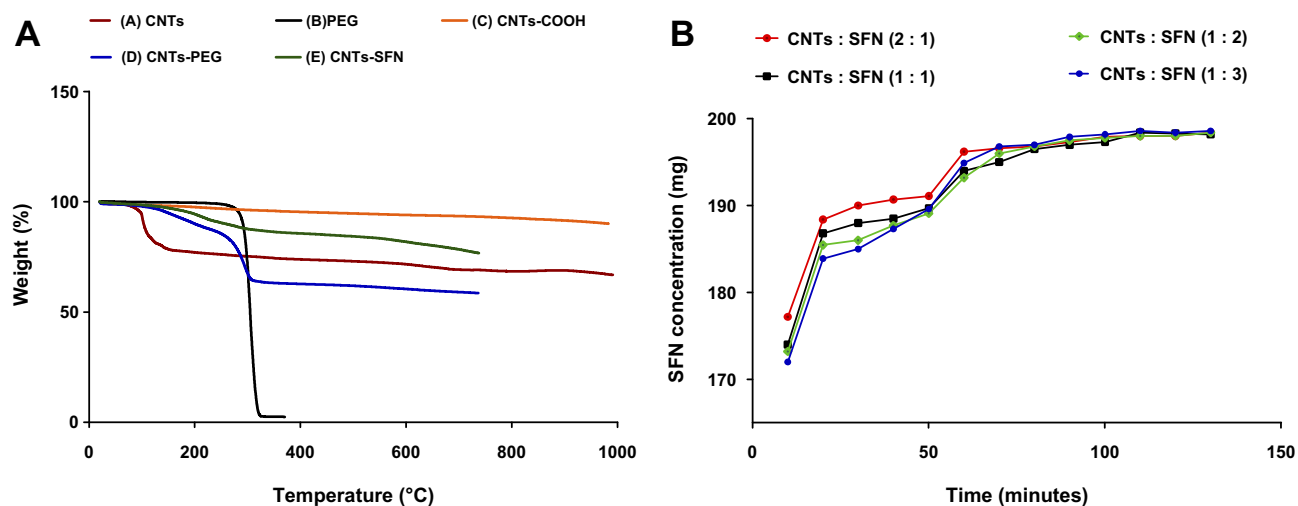 A
(A) CNTs
(B)PEG
(C) CNTs-COOH
(D) CNTs-PEG
(E) CNTs-SFN
150
100
50
0
Weight (%)
0 200 400 600 800 1000
Temperature (°C)
B
CNTs : SFN (2 : 1)
CNTs : SFN (1 : 2)
CNTs : SFN (1 : 1)
CNTs : SFN (1 : 3)
200
190
180
170
SFN concentration (mg)
0 50 100 150
Time (minutes)